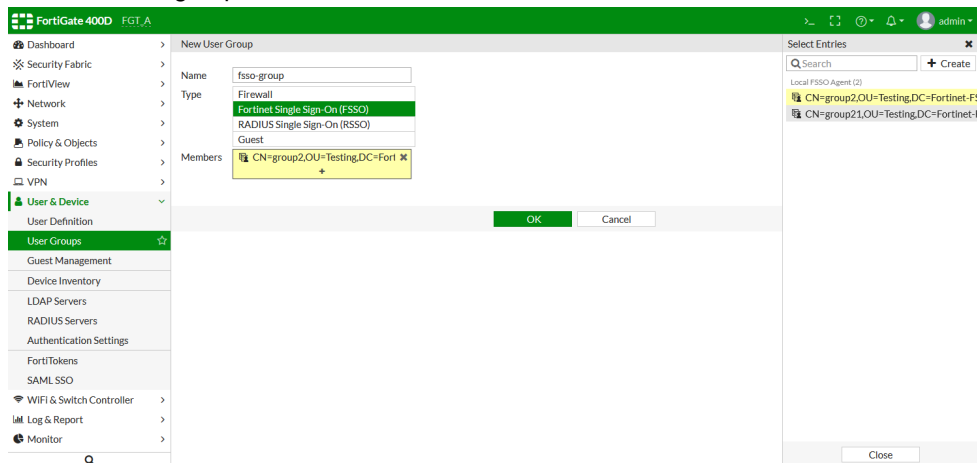 FortiGate 400D FGT_A
>_ admin
Dashboard
Security Fabric
FortiView
Network
System
Policy & Objects
Security Profiles
VPN
User & Device
User Definition
User Groups
Guest Management
Device Inventory
LDAP Servers
RADIUS Servers
Authentication Settings
FortiTokens
SAML SSO
WiFi & Switch Controller
Log & Report
Monitor
New User Group
Name fsso-group
Type Firewall
Fortinet Single Sign-On (FSSO)
RADIUS Single Sign-On (RSSO)
Guest
Members CN=group2,OU=Testing,DC=Fort
+
OK Cancel
Select Entries
Search + Create
Local FSSO Agent (2)
CN=group2,OU=Testing,DC=Fortinet-FS
CN=group21,OU=Testing,DC=Fortinet-
Close